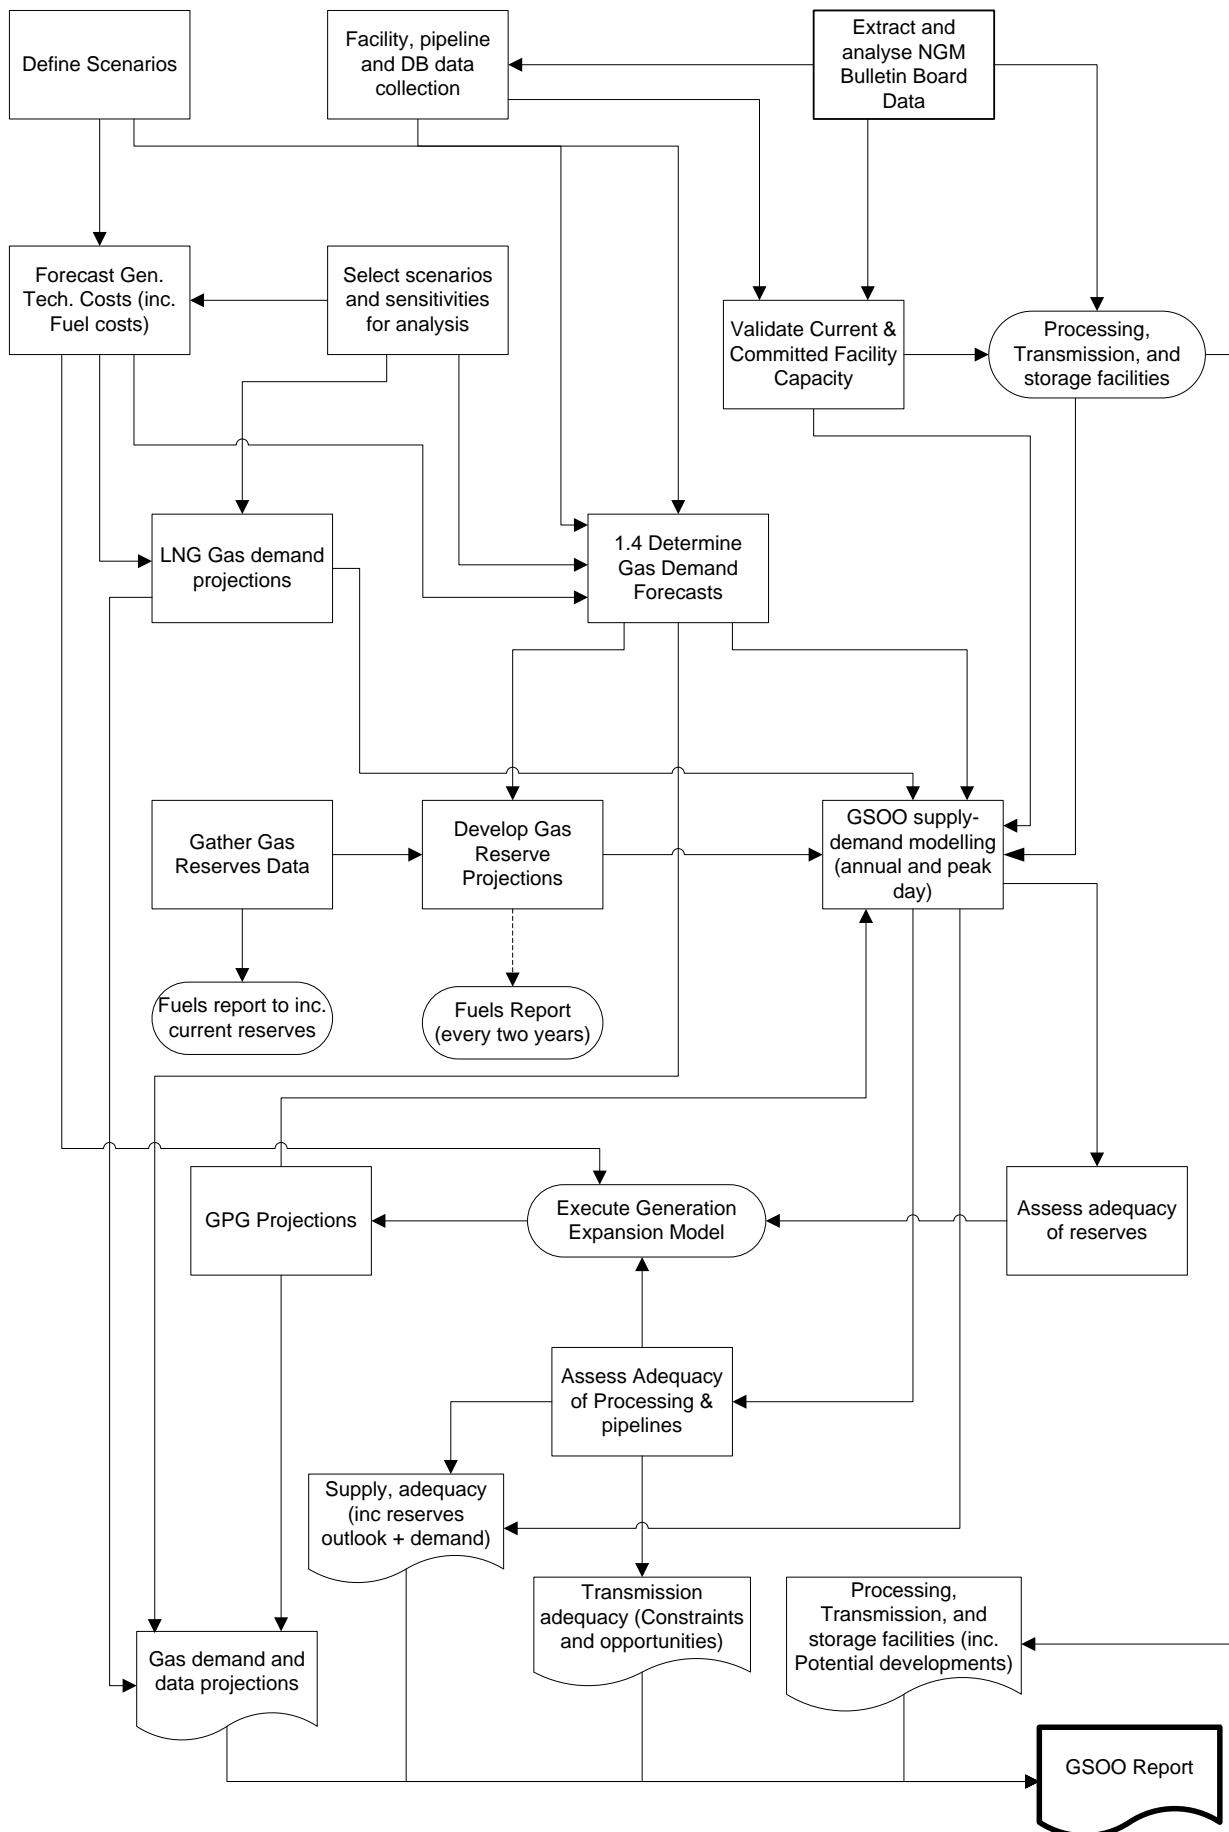 Define Scenarios
Facility, pipeline
and DB data
collection
Extract and
analyse NGM
Bulletin Board
Data
Forecast Gen.
Tech. Costs (inc.
Fuel costs)
Select scenarios
and sensitivities
for analysis
Validate Current &
Committed Facility
Capacity
Processing,
Transmission, and
storage facilities
LNG Gas demand
projections
1.4 Determine
Gas Demand
Forecasts
Gather Gas
Reserves Data
Develop Gas
Reserve
Projections
GSOO supply-
demand modelling
(annual and peak
day)
Fuels report to inc.
current reserves
Fuels Report
(every two years)
GPG Projections
Execute Generation
Expansion Model
Assess adequacy
of reserves
Assess Adequacy
of Processing &
pipelines
Supply, adequacy
(inc reserves
outlook + demand)
Transmission
adequacy (Constraints
and opportunities)
Processing,
Transmission, and
storage facilities (inc.
Potential developments)
Gas demand and
data projections
GSOO Report